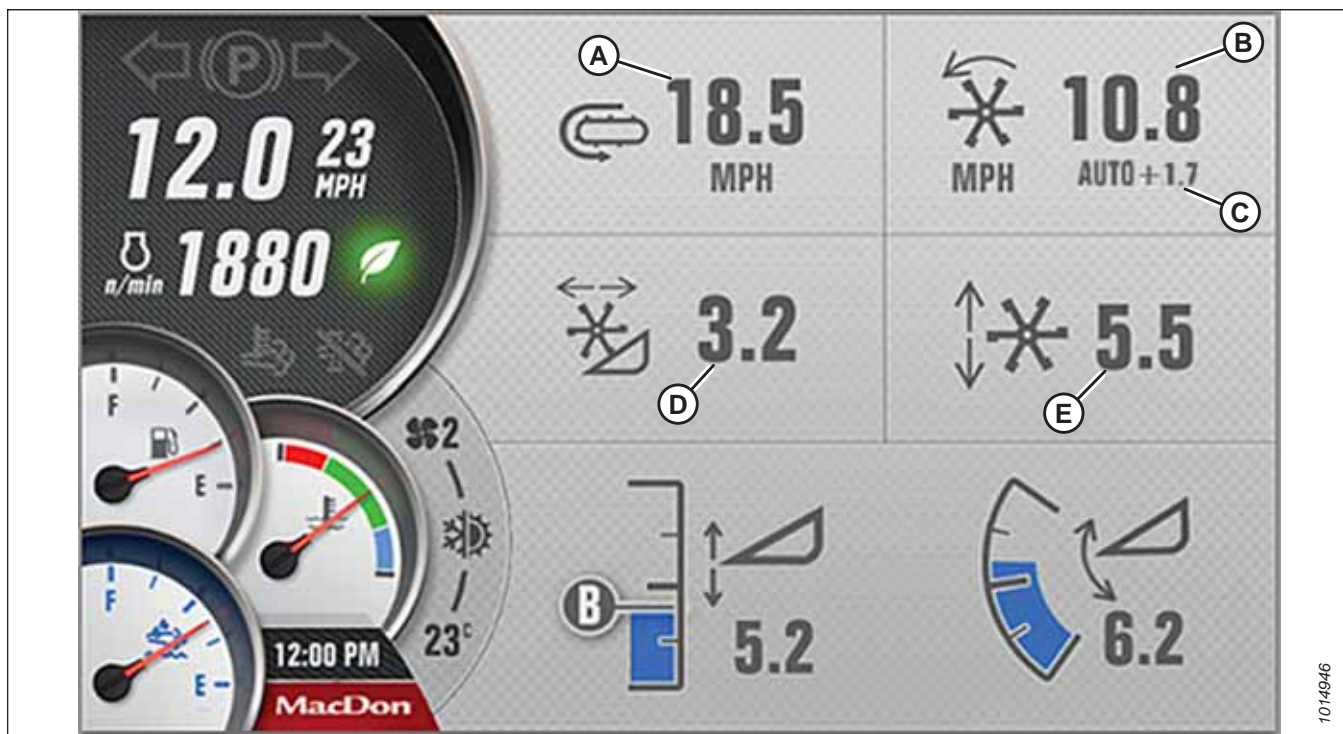 P
12.0 23
MPH
n/min 1880
F
E
F
E
2
23°C
12:00 PM
MacDon
A
18.5
MPH
B
10.8
MPH AUTO+1.7
C
3.2
D
5.5
E
B
5.2
6.2
1014946